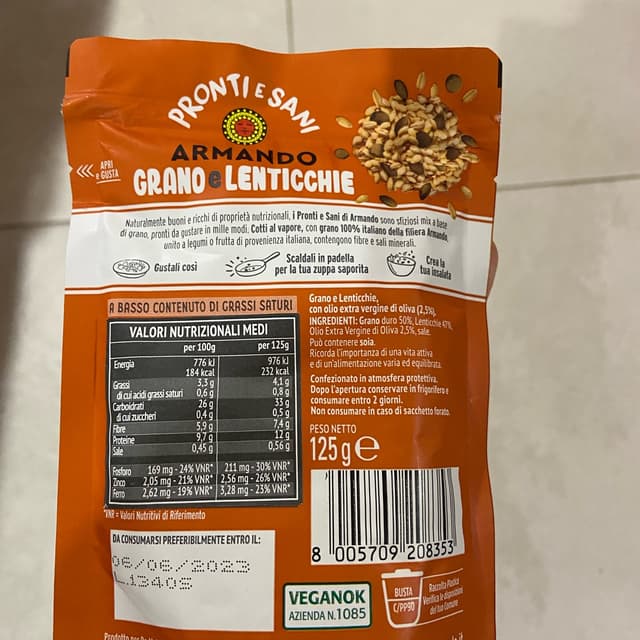 PRONTI E SANI
ARMANDO
APRI
e GUSTA
GRANO e LENTICCHIE
Naturalmente buoni e ricchi di proprietà nutrizionali, i Pronti e Sani di Armando sono sfiziosi mix a base
di grano, pronti da gustare in mille modi. Cotti al vapore, con grano 100% italiano della filiera Armando,
unito a legumi o frutta di provenienza italiana, contengono fibre e sali minerali.
Gustali così
Scaldali in padella
per la tua zuppa saporita
Crea la
tua insalata
A BASSO CONTENUTO DI GRASSI SATURI
VALORI NUTRIZIONALI MEDI
per 100g per 125g
Energia 776 kJ 976 kJ
184 kcal 232 kcal
Grassi 3,3 g 4,1 g
di cui acidi grassi saturi 0,6 g 0,8 g
Carboidrati 26 g 33 g
di cui zuccheri 0,4 g 0,5 g
Fibre 5,9 g 7,4 g
Proteine 9,7 g 12 g
Sale 0,45 g 0,56 g
Fosforo 169 mg - 24% VNR* 211 mg - 30% VNR*
Zinco 2,05 mg - 21% VNR* 2,56 mg - 26% VNR*
Ferro 2,62 mg - 19% VNR* 3,28 mg - 23% VNR*
*VNR = Valori Nutritivi di Riferimento
Grano e Lenticchie,
con olio extra vergine di oliva (2,5%).
INGREDIENTI: Grano duro 50%, Lenticchie 47%,
Olio Extra Vergine di Oliva 2,5%, sale.
Può contenere soia.
Ricorda l'importanza di una vita attiva
e di un'alimentazione varia ed equilibrata.
Confezionato in atmosfera protettiva.
Dopo l'apertura conservare in frigorifero e
consumare entro 2 giorni.
Non consumare in caso di sacchetto forato.
PESO NETTO
125 g e
8 005709 208353
DA CONSUMARSI PREFERIBILMENTE ENTRO IL:
06/06/2023
L.1340S
VEGANOK
AZIENDA N.1085
BUSTA
C/PP90
Raccolta Plastica
Verifica le disposizioni
del tuo Comune